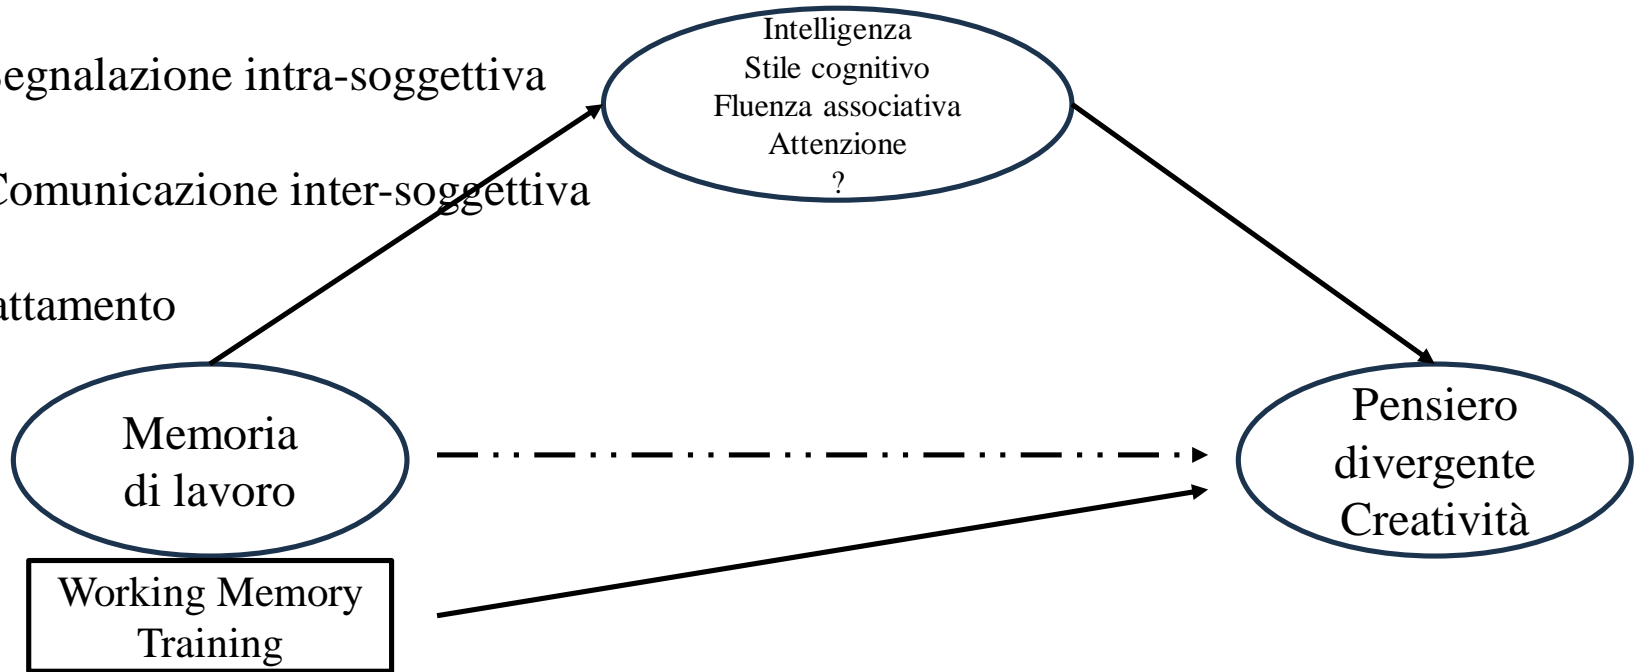 egnalazione intra-soggettiva
Comunicazione inter-soggettiva
attamento
Intelligenza
Stile cognitivo
Fluenza associativa
Attenzione
?
Memoria
di lavoro
Working Memory
Training
Pensiero
divergente
Creatività